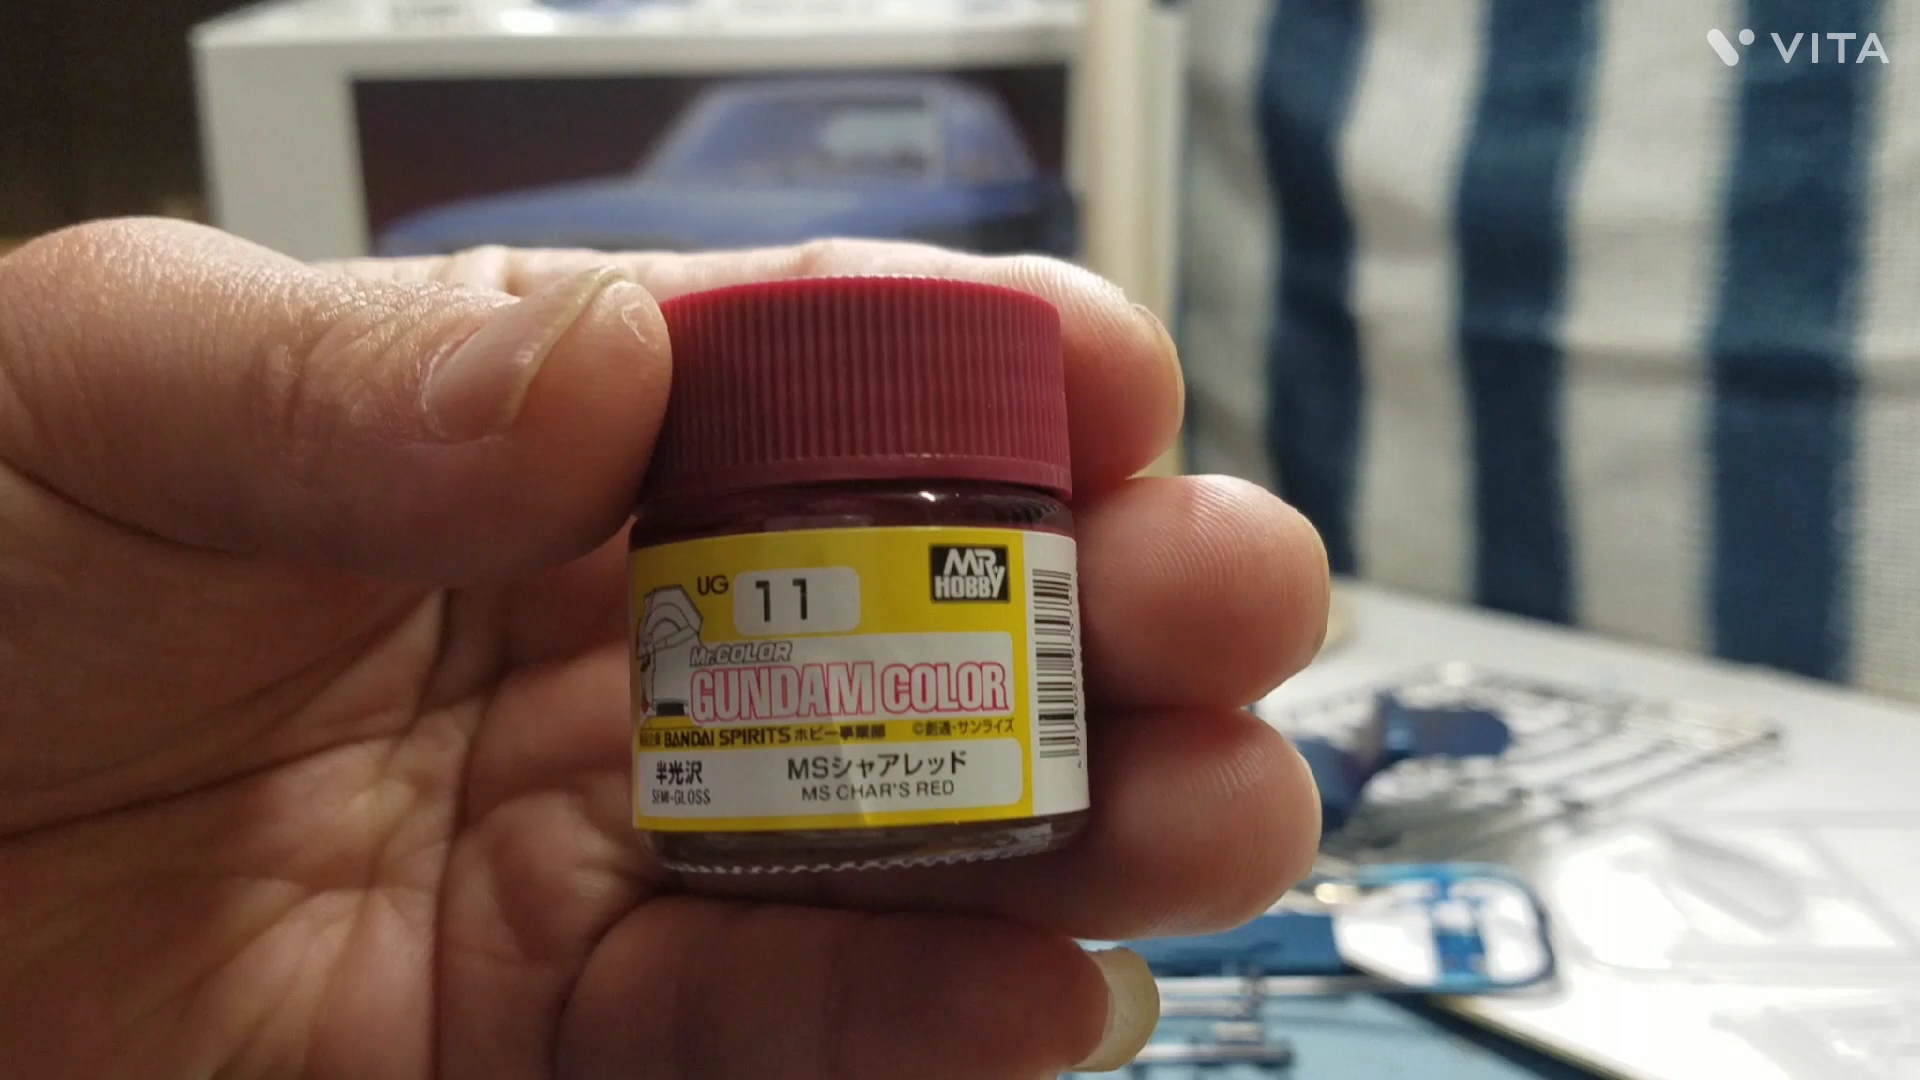 VITA
UG 11
MR HOBBY
Mr.COLOR
GUNDAM COLOR
BANDAI SPIRITS ホビー事業部 ©創通・サンライズ
半光沢 MSシャアレッド
SEMI-GLOSS MS CHAR'S RED